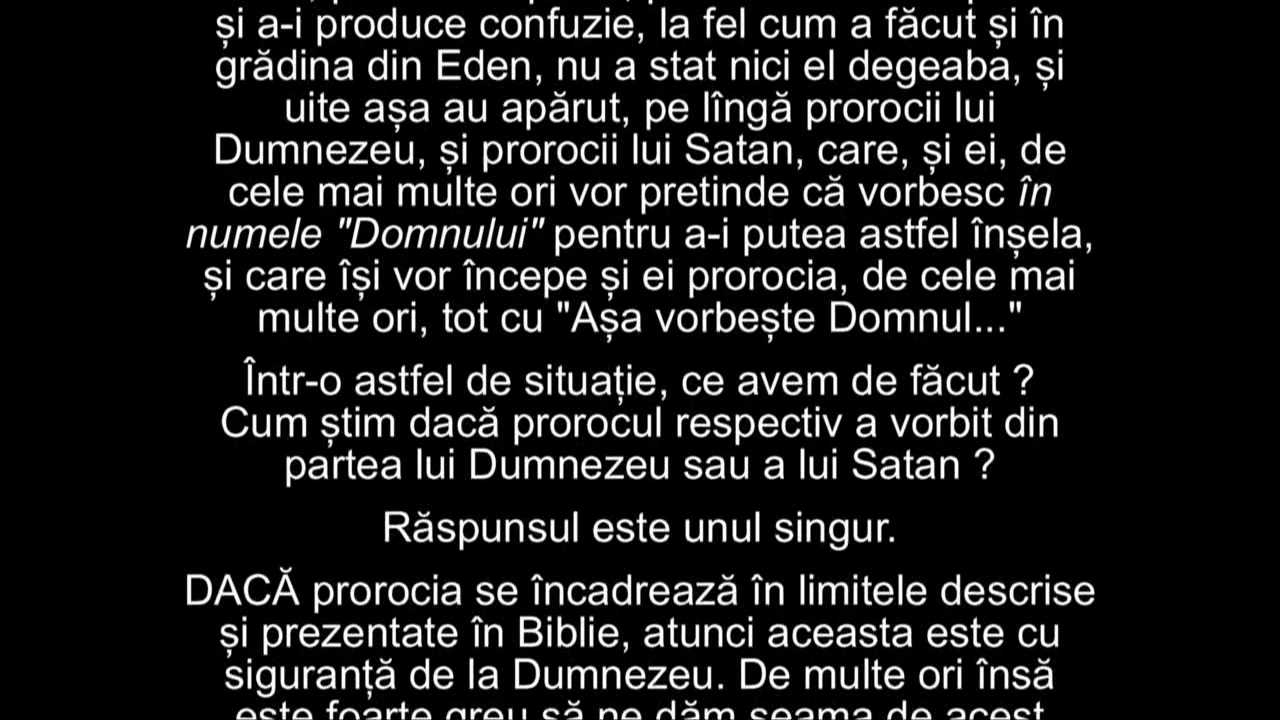 și a-i produce confuzie, la fel cum a făcut și în
grădina din Eden, nu a stat nici el degeaba, și
uite așa au apărut, pe lîngă prorocii lui
Dumnezeu, și prorocii lui Satan, care, și ei, de
cele mai multe ori vor pretinde că vorbesc în
numele "Domnului" pentru a-i putea astfel înșela,
și care își vor începe și ei prorocia, de cele mai
multe ori, tot cu "Așa vorbește Domnul..."
Într-o astfel de situație, ce avem de făcut ?
Cum știm dacă prorocul respectiv a vorbit din
partea lui Dumnezeu sau a lui Satan ?
Răspunsul este unul singur.
DACĂ prorocia se încadrează în limitele descrise
și prezentate în Biblie, atunci aceasta este cu
siguranță de la Dumnezeu. De multe ori însă
este foarte greu să ne dăm seama de acest